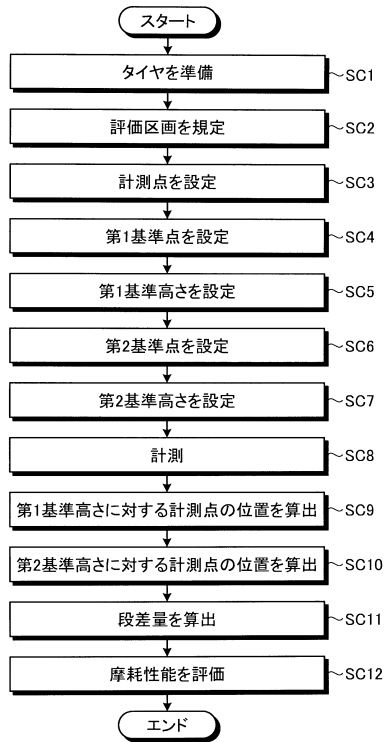 スタート
タイヤを準備
SC1
評価区画を規定
SC2
計測点を設定
SC3
第1基準点を設定
SC4
第1基準高さを設定
SC5
第2基準点を設定
SC6
第2基準高さを設定
SC7
計測
SC8
第1基準高さに対する計測点の位置を算出
SC9
第2基準高さに対する計測点の位置を算出
SC10
段差量を算出
SC11
摩耗性能を評価
SC12
エンド